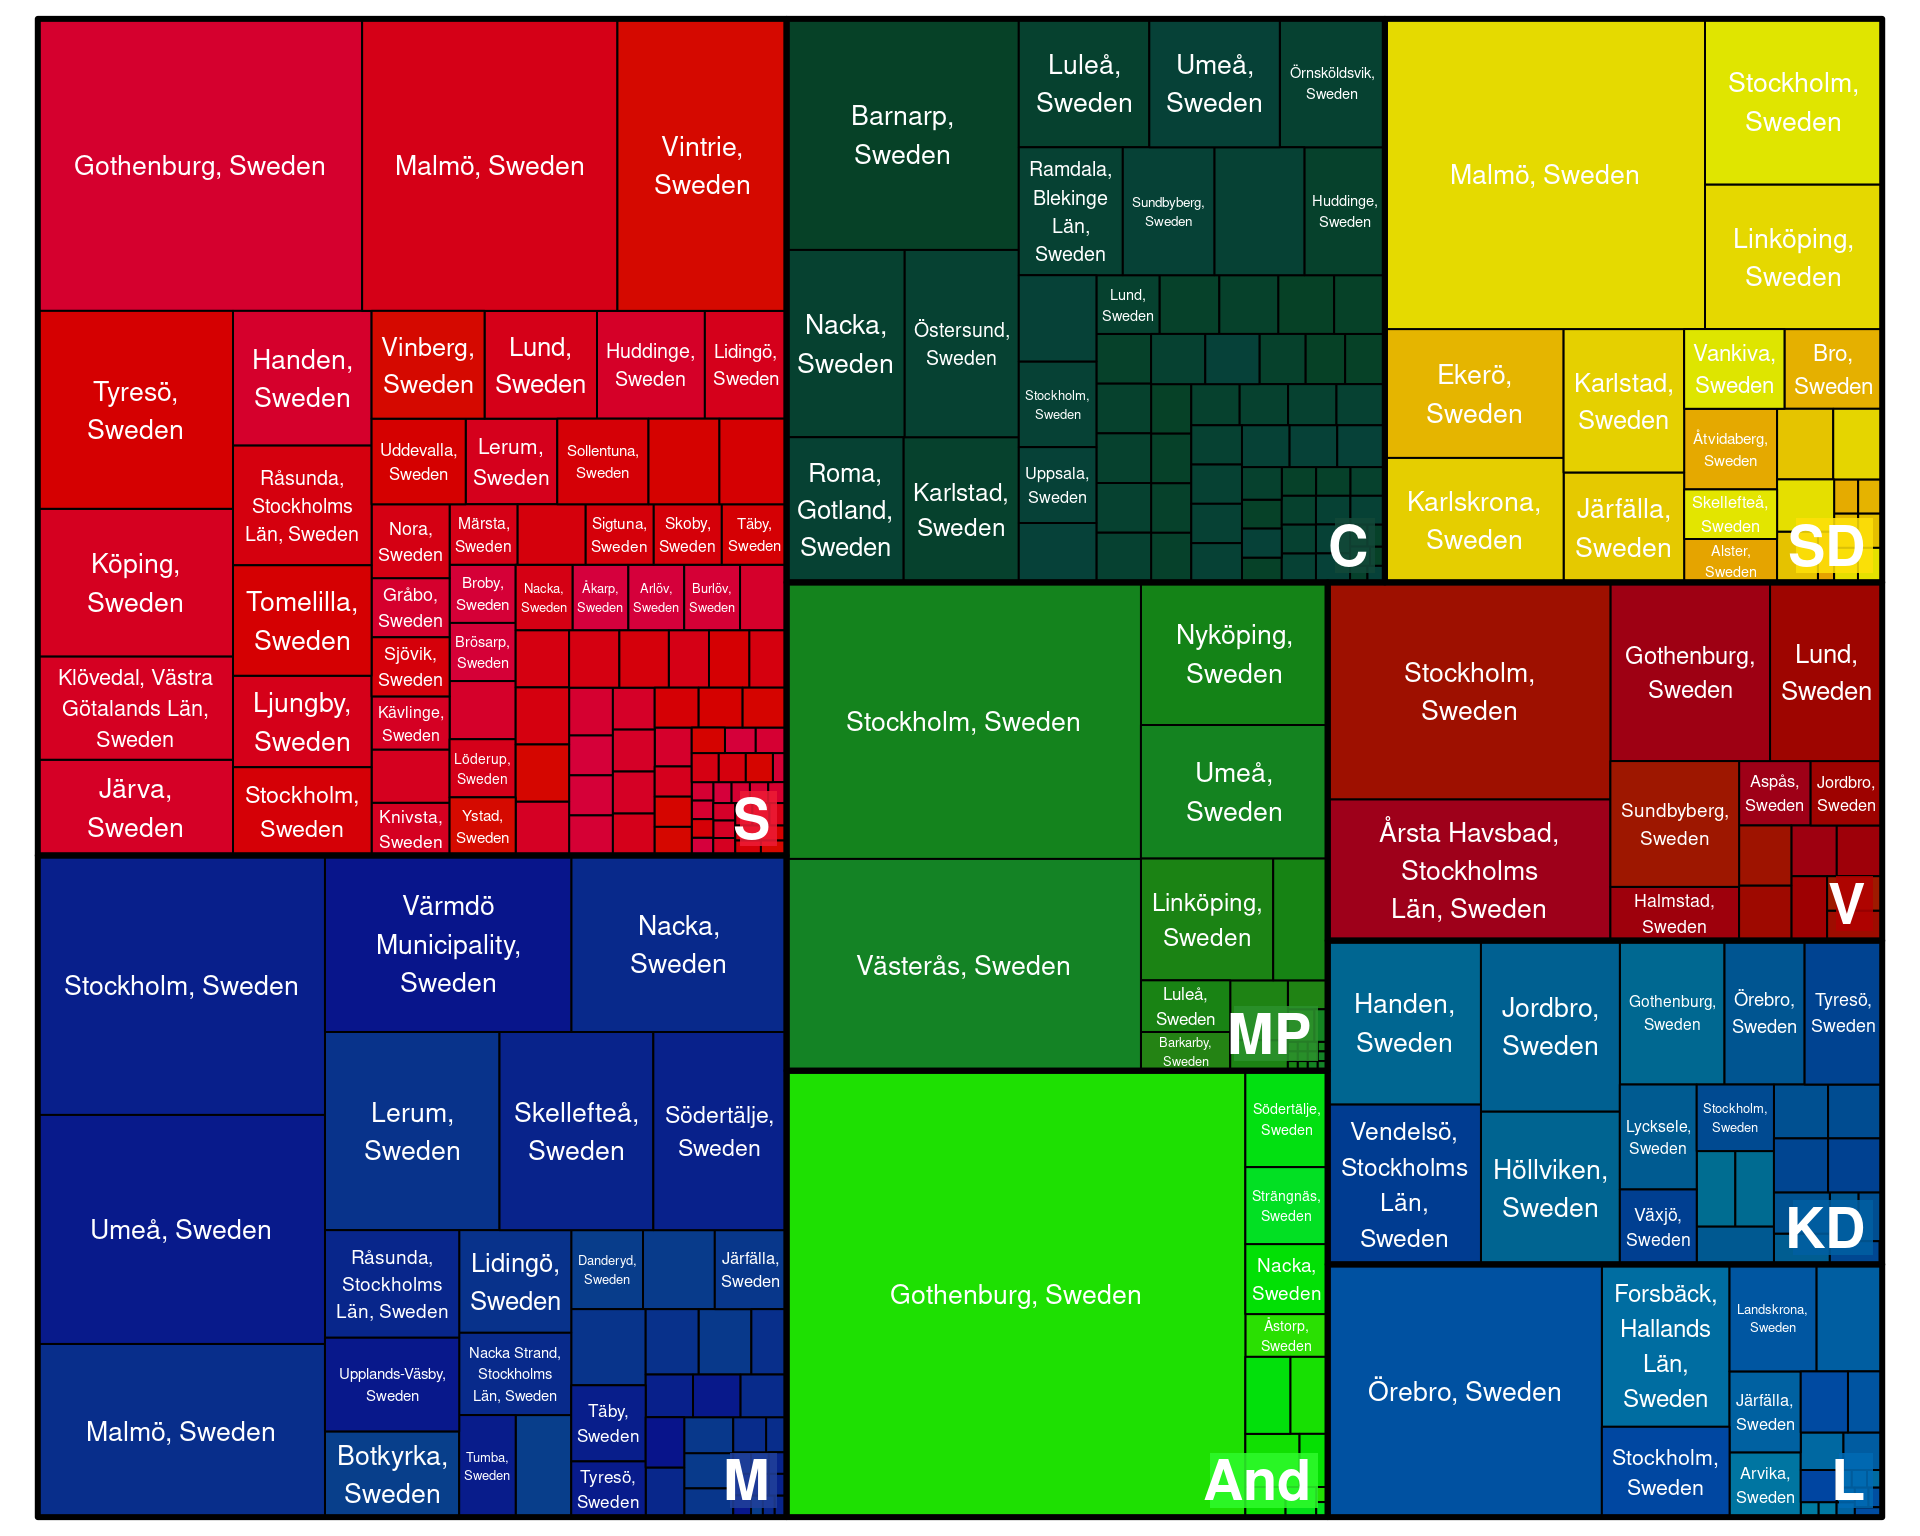 Gothenburg, Sweden
Malmö, Sweden
Vintrie,
Sweden
Tyresö,
Sweden
Handen,
Sweden
Vinberg,
Sweden
Lund,
Sweden
Huddinge,
Sweden
Lidingö,
Sweden
Råsunda,
Stockholms
Län, Sweden
Uddevalla,
Sweden
Lerum,
Sweden
Sollentuna,
Sweden
Köping,
Sweden
Tomelilla,
Sweden
Nora,
Sweden
Märsta,
Sweden
Sigtuna,
Sweden
Skoby,
Sweden
Täby,
Sweden
Gråbo,
Sweden
Broby,
Sweden
Nacka,
Sweden
Åkarp,
Sweden
Arlöv,
Sweden
Burlöv,
Sweden
Klövedal, Västra
Götalands Län,
Sweden
Ljungby,
Sweden
Sjövik,
Sweden
Brösarp,
Sweden
Kävlinge,
Sweden
Järva,
Sweden
Stockholm,
Sweden
Löderup,
Sweden
Knivsta,
Sweden
Ystad,
Sweden
S
Barnarp,
Sweden
Luleå,
Sweden
Umeå,
Sweden
Örnsköldsvik,
Sweden
Ramdala,
Blekinge
Län,
Sweden
Sundbyberg,
Sweden
Huddinge,
Sweden
Nacka,
Sweden
Östersund,
Sweden
Lund,
Sweden
Stockholm,
Sweden
Roma,
Gotland,
Sweden
Karlstad,
Sweden
Uppsala,
Sweden
C
Malmö, Sweden
Stockholm,
Sweden
Linköping,
Sweden
Ekerö,
Sweden
Karlstad,
Sweden
Vankiva,
Sweden
Bro,
Sweden
Åtvidaberg,
Sweden
Karlskrona,
Sweden
Järfälla,
Sweden
Skellefteå,
Sweden
Alster,
Sweden
SD
Stockholm, Sweden
Nyköping,
Sweden
Umeå,
Sweden
Västerås, Sweden
Linköping,
Sweden
Luleå,
Sweden
Barkarby,
Sweden
MP
Stockholm,
Sweden
Gothenburg,
Sweden
Lund,
Sweden
Årsta Havsbad,
Stockholms
Län, Sweden
Sundbyberg,
Sweden
Aspås,
Sweden
Jordbro,
Sweden
Halmstad,
Sweden
V
Stockholm, Sweden
Värmdö
Municipality,
Sweden
Nacka,
Sweden
Umeå, Sweden
Lerum,
Sweden
Skellefteå,
Sweden
Södertälje,
Sweden
Malmö, Sweden
Råsunda,
Stockholms
Län, Sweden
Lidingö,
Sweden
Danderyd,
Sweden
Järfälla,
Sweden
Upplands-Väsby,
Sweden
Nacka Strand,
Stockholms
Län, Sweden
Botkyrka,
Sweden
Tumba,
Sweden
Täby,
Sweden
Tyresö,
Sweden
M
Gothenburg, Sweden
Södertälje,
Sweden
Strängnäs,
Sweden
Nacka,
Sweden
Åstorp,
Sweden
And
Handen,
Sweden
Jordbro,
Sweden
Gothenburg,
Sweden
Örebro,
Sweden
Tyresö,
Sweden
Vendelsö,
Stockholms
Län,
Sweden
Höllviken,
Sweden
Lycksele,
Sweden
Stockholm,
Sweden
Växjö,
Sweden
KD
Örebro, Sweden
Forsbäck,
Hallands
Län,
Sweden
Landskrona,
Sweden
Järfälla,
Sweden
Stockholm,
Sweden
Arvika,
Sweden
L